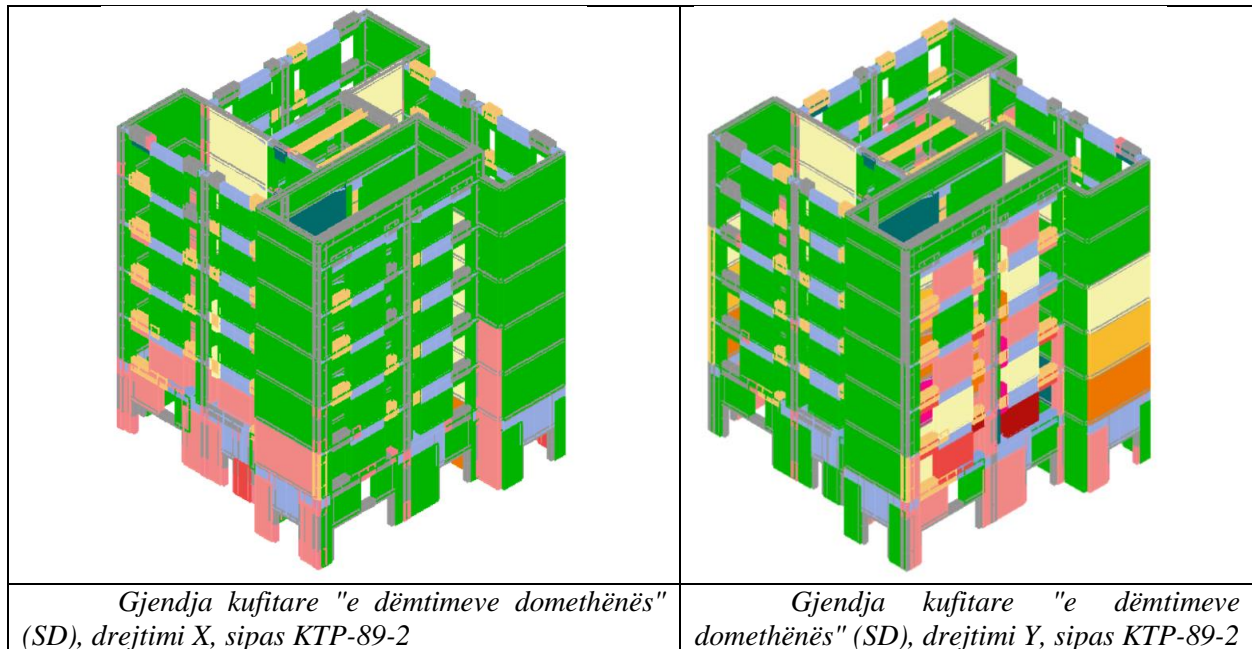 Gjendja kufitare "e dëmtimeve domethënës"
(SD), drejtimi X, sipas KTP-89-2
Gjendja kufitare "e dëmtimeve
domethënës" (SD), drejtimi Y, sipas KTP-89-2